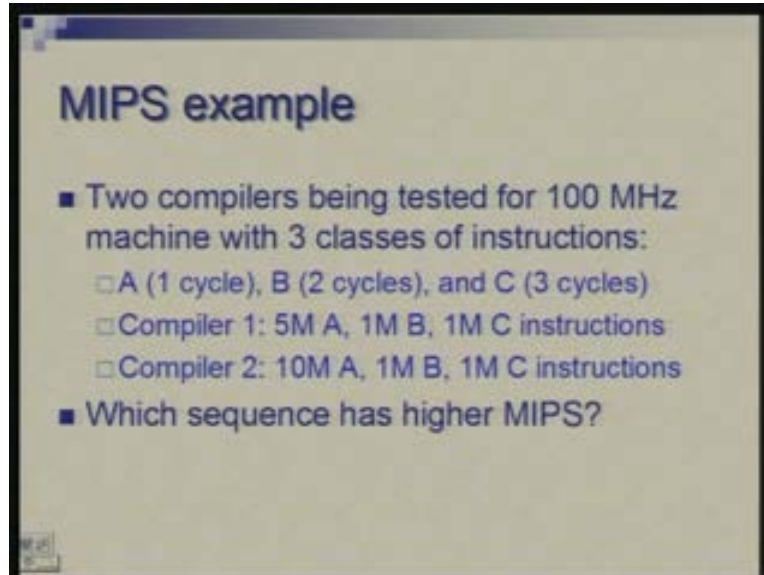 MIPS example
Two compilers being tested for 100 MHz
machine with 3 classes of instructions:
A (1 cycle), B (2 cycles), and C (3 cycles)
Compiler 1: 5M A, 1M B, 1M C instructions
Compiler 2: 10M A, 1M B, 1M C instructions
Which sequence has higher MIPS?